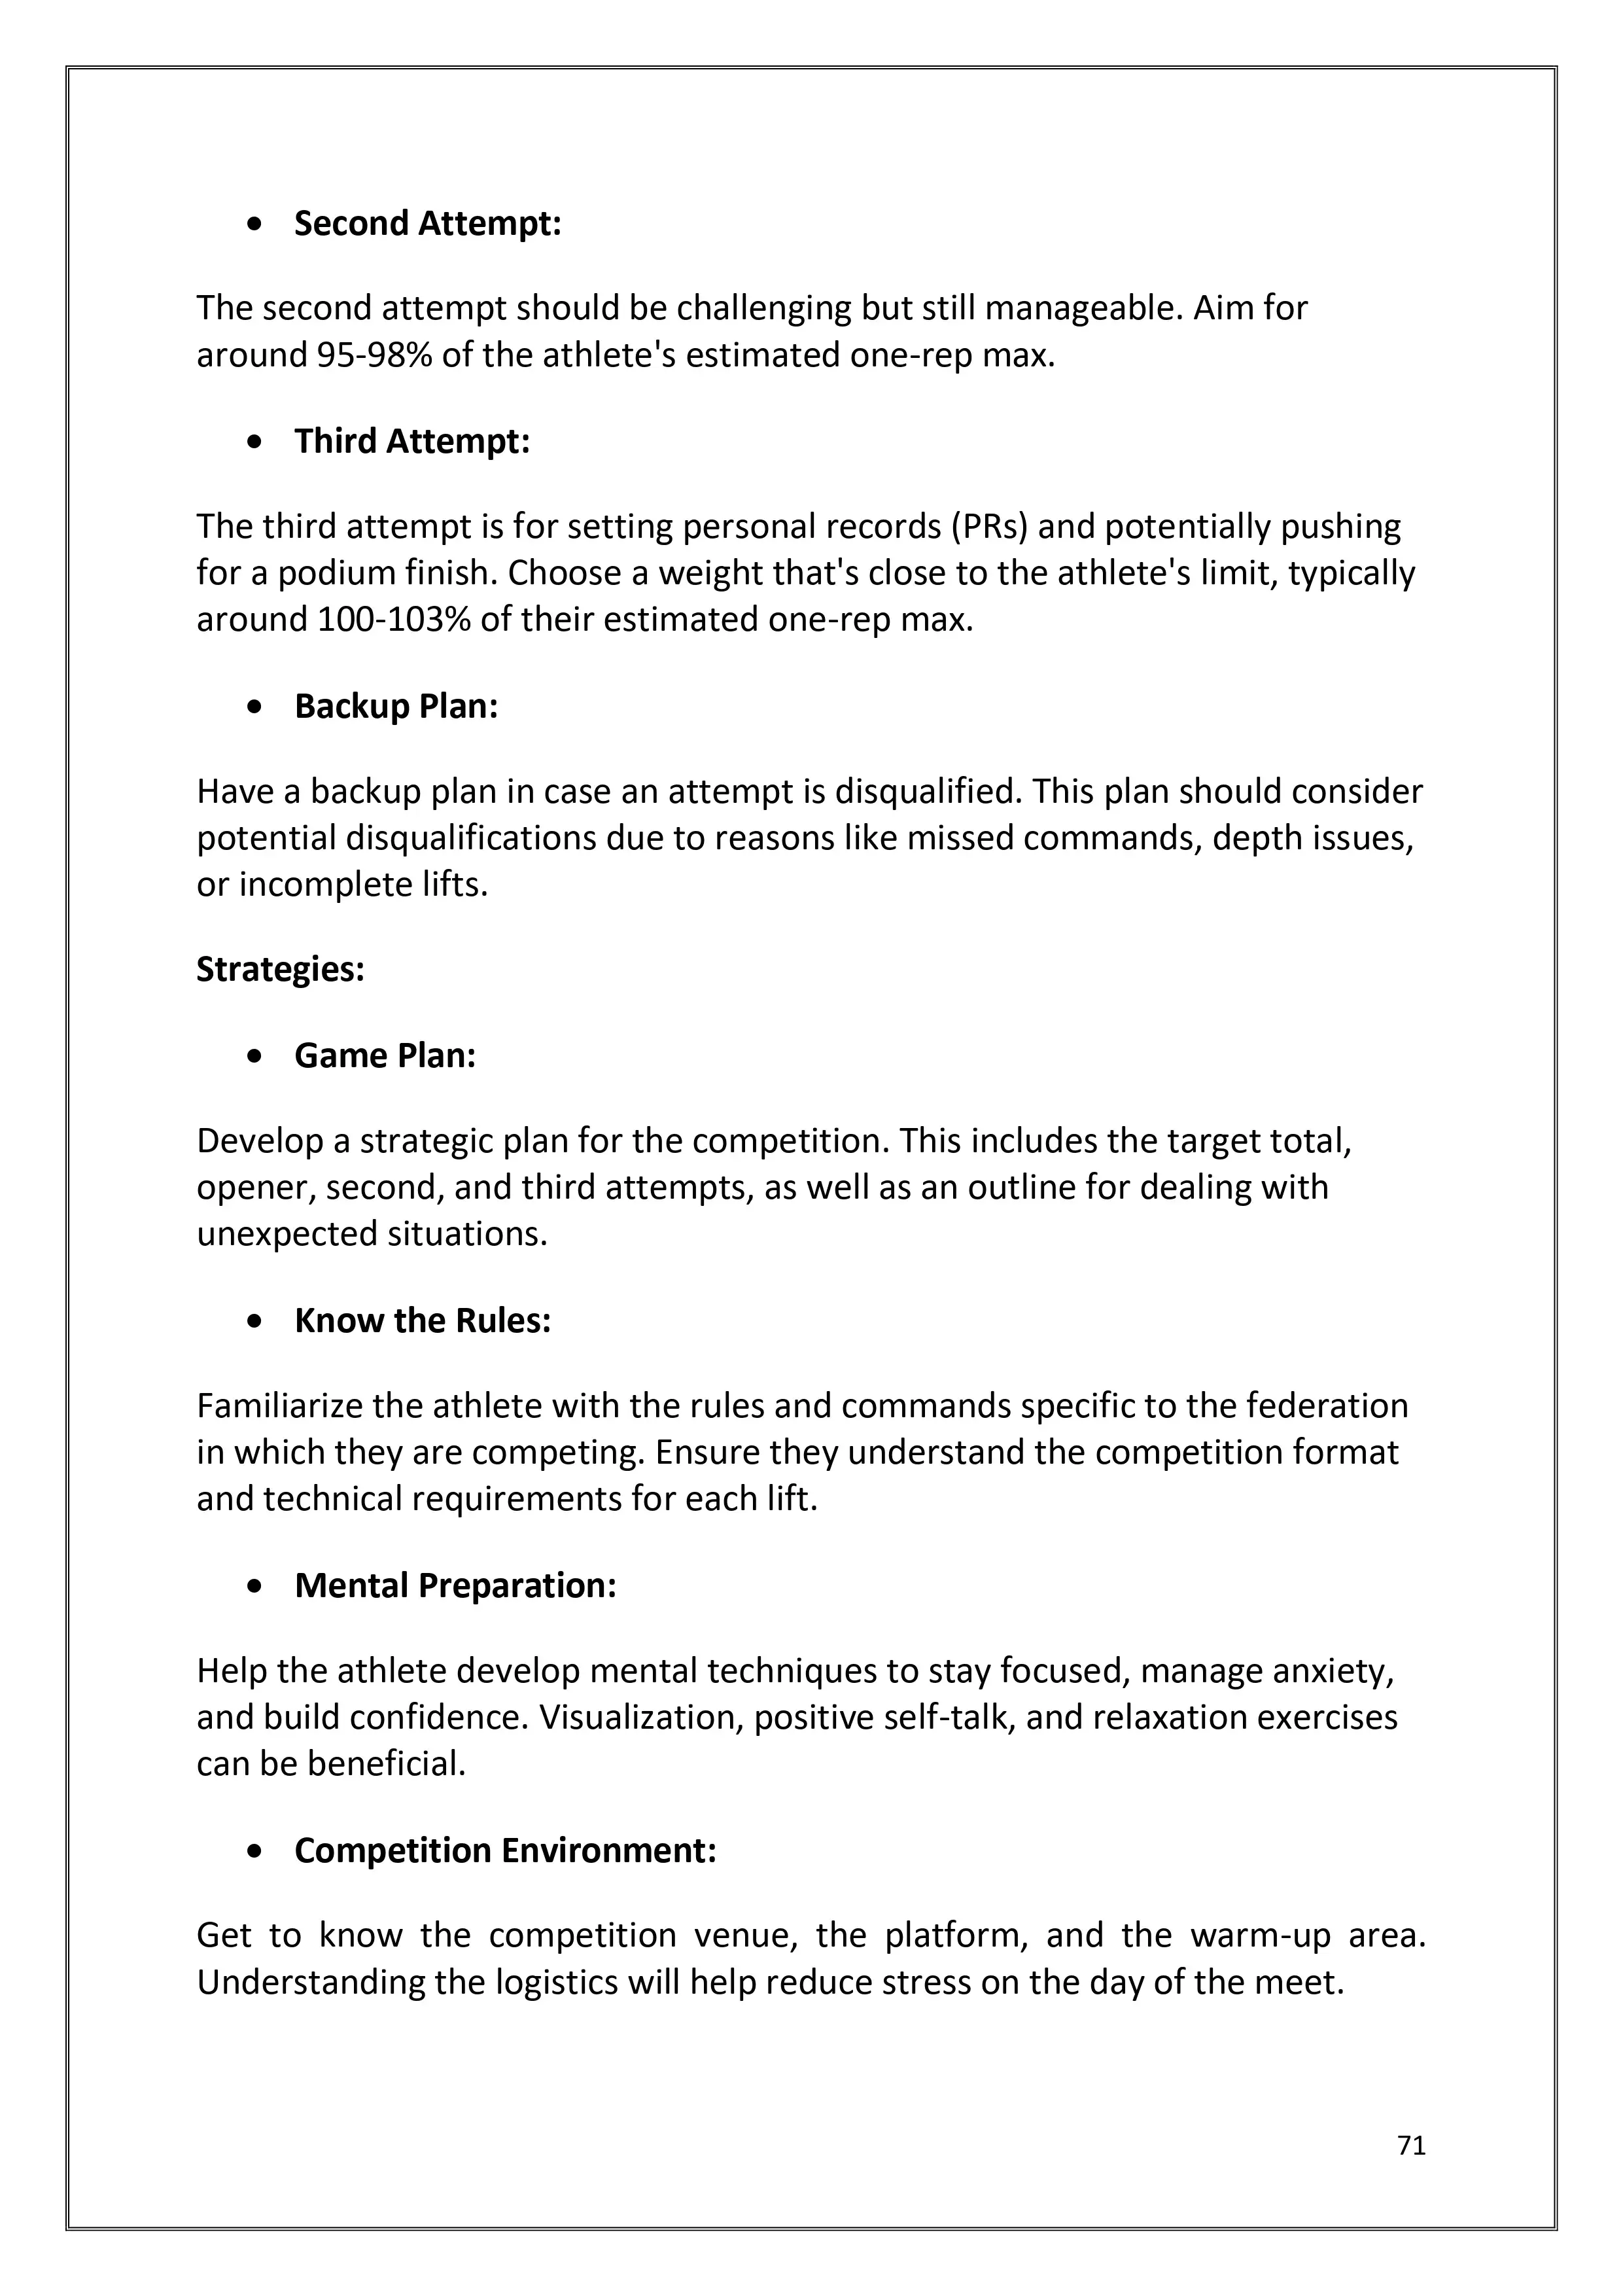 • Second Attempt:
The second attempt should be challenging but still manageable. Aim for
around 95-98% of the athlete's estimated one-rep max.
• Third Attempt:
The third attempt is for setting personal records (PRs) and potentially pushing
for a podium finish. Choose a weight that's close to the athlete's limit, typically
around 100-103% of their estimated one-rep max.
• Backup Plan:
Have a backup plan in case an attempt is disqualified. This plan should consider
potential disqualifications due to reasons like missed commands, depth issues,
or incomplete lifts.
Strategies:
• Game Plan:
Develop a strategic plan for the competition. This includes the target total,
opener, second, and third attempts, as well as an outline for dealing with
unexpected situations.
• Know the Rules:
Familiarize the athlete with the rules and commands specific to the federation
in which they are competing. Ensure they understand the competition format
and technical requirements for each lift.
• Mental Preparation:
Help the athlete develop mental techniques to stay focused, manage anxiety,
and build confidence. Visualization, positive self-talk, and relaxation exercises
can be beneficial.
• Competition Environment:
Get to know the competition venue, the platform, and the warm-up area.
Understanding the logistics will help reduce stress on the day of the meet.
71